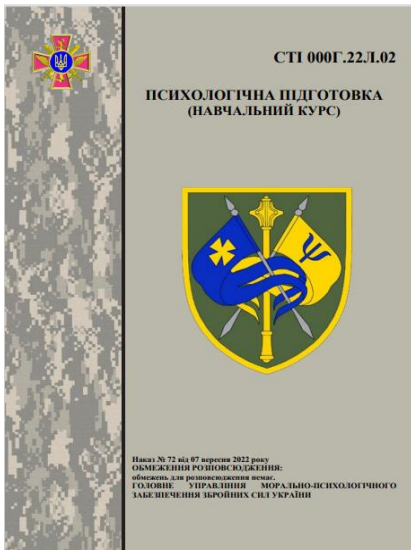 СТІ 000Г.22Л.02
ПСИХОЛОГІЧНА ПІДГОТОВКА
(НАВЧАЛЬНИЙ КУРС)
Наказ № 72 від 07 вересня 2022 року
ОБМЕЖЕННЯ РОЗПОВСЮДЖЕННЯ:
обмежень для розповсюдження немає.
ГОЛОВНЕ УПРАВЛІННЯ МОРАЛЬНО-ПСИХОЛОГІЧНОГО
ЗАБЕЗПЕЧЕННЯ ЗБРОЙНИХ СИЛ УКРАЇНИ